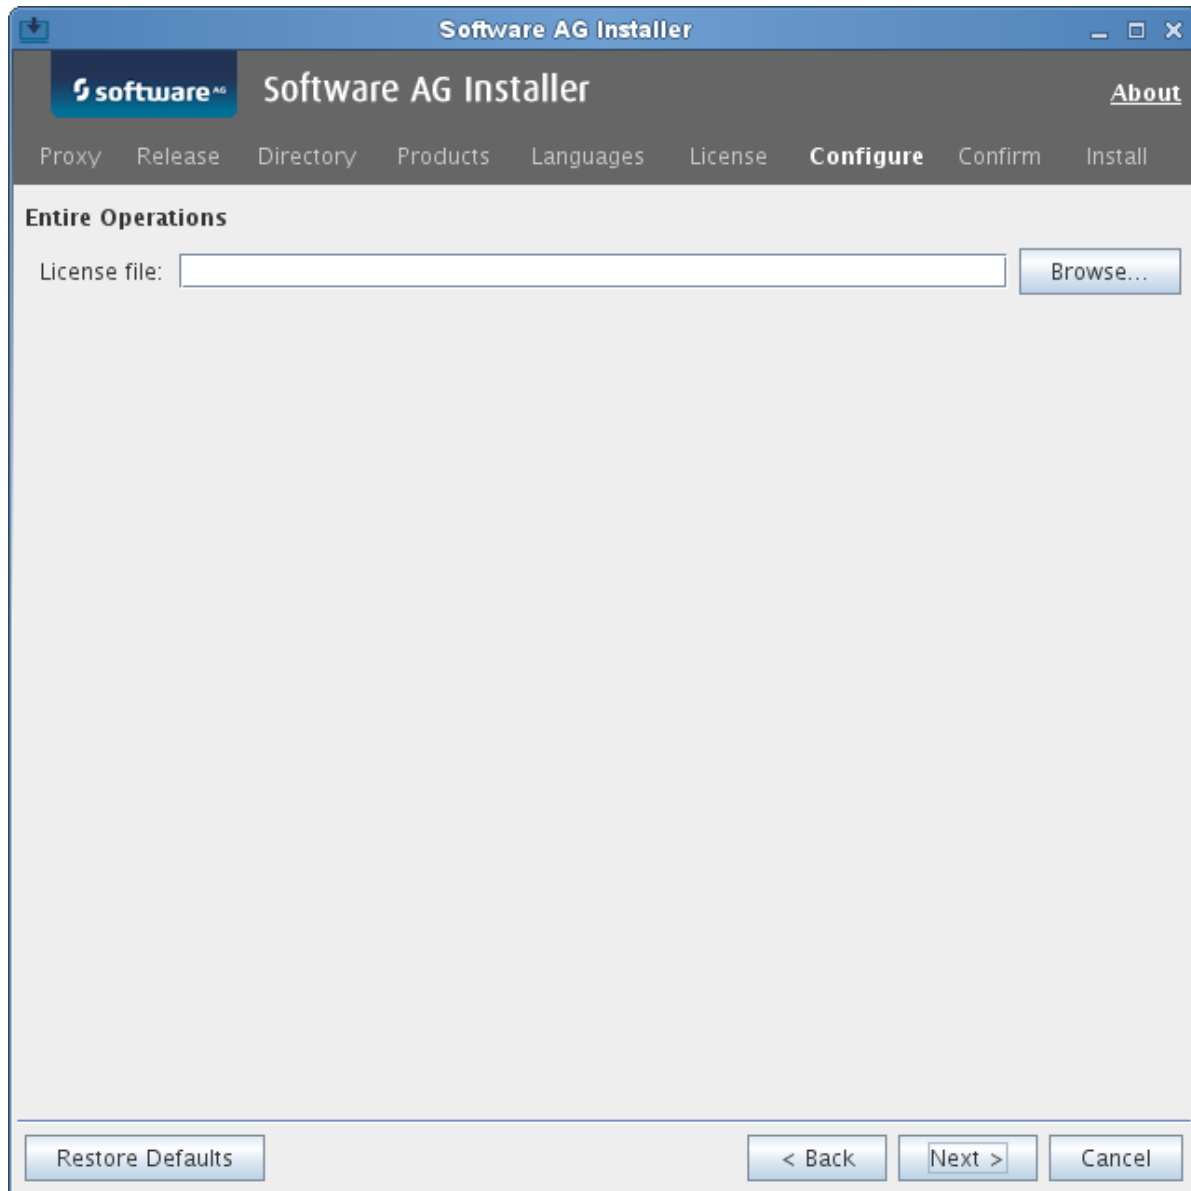 Software AG Installer
software AG Software AG Installer About
Proxy Release Directory Products Languages License Configure Confirm Install
Entire Operations
License file: Browse...
Restore Defaults < Back Next > Cancel